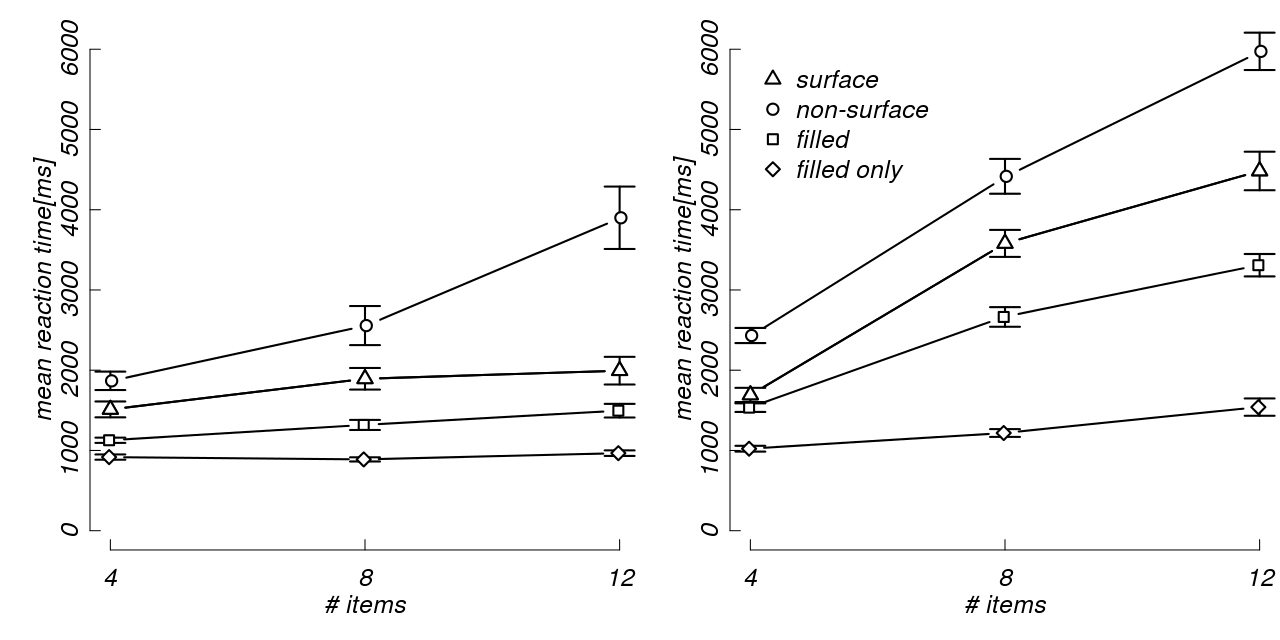 6000
5000
4000
3000
2000
1000
0
mean reaction time[ms]
4 8 12
# items
6000
5000
4000
3000
2000
1000
0
mean reaction time[ms]
surface
non-surface
filled
filled only
4 8 12
# items